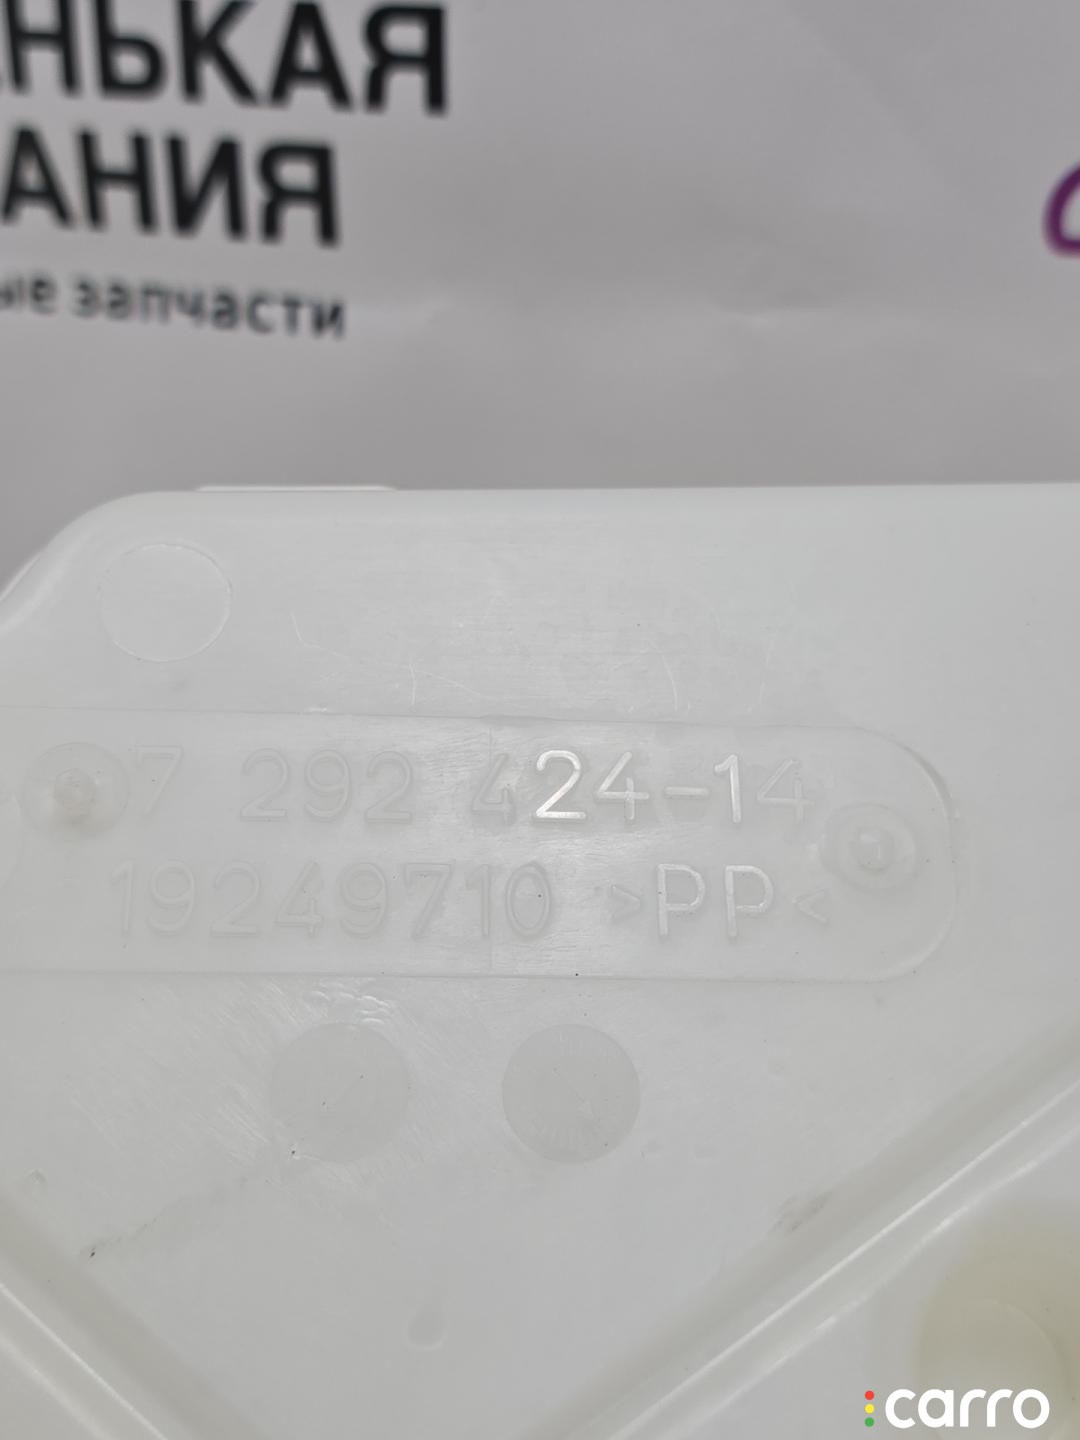 НЬКАЯ
АНИЯ
ые запчасти
7 292 424-14
19249710 >PP<
carro